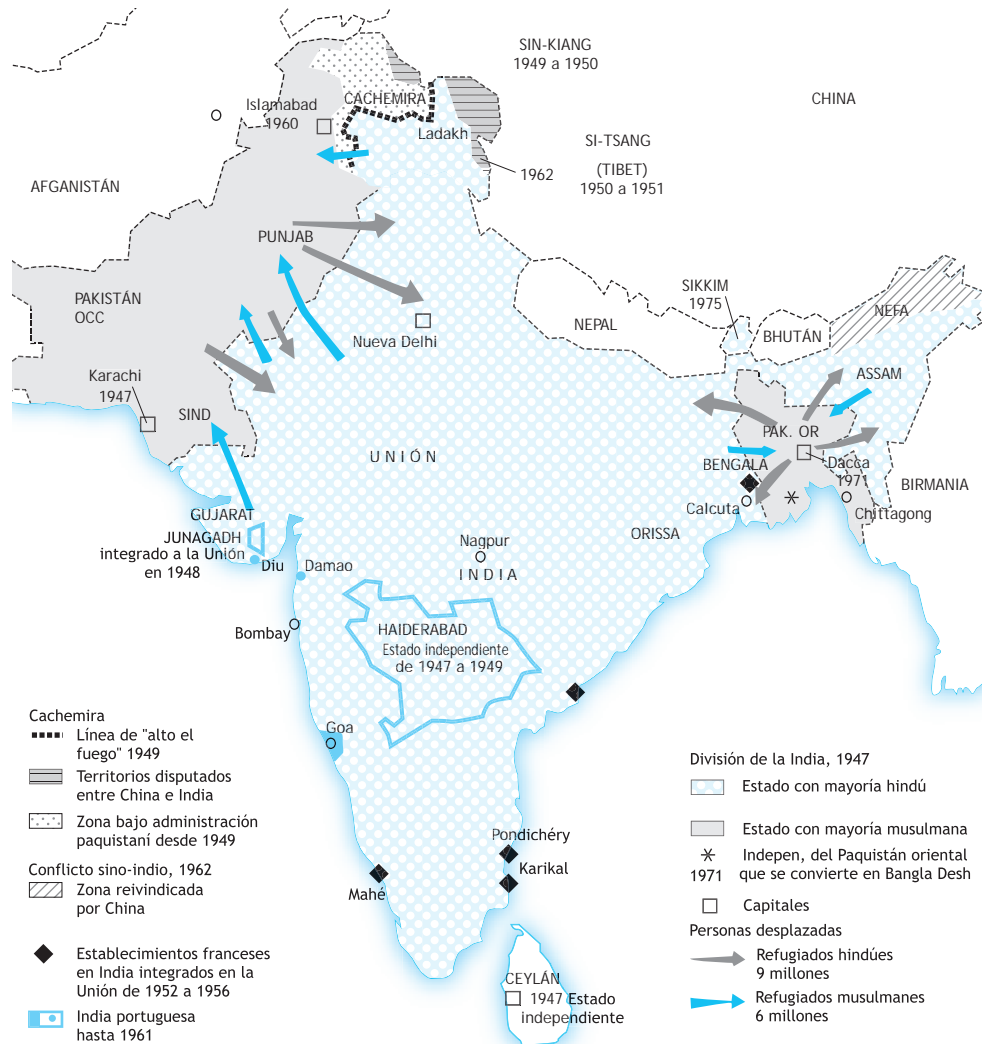 SIN-KIANG
1949 a 1950
CHINA
CACHEMIRA
Islamabad
1960
Ladakh
SI-TSANG
(TIBET)
1950 a 1951
1962
AFGANISTÁN
PUNJAB
PAKISTÁN
OCC
SIKKIM
1975
NEPAL
NEFA
BHUTÁN
Nueva Delhi
Karachi
1947
ASSAM
SIND
PAK. OR
UNIÓN
BENGALA
Dacca
1971
BIRMANIA
Calcuta
Chittagong
GUJARAT
JUNAGADH
integrado a la Unión
en 1948
Diu
Damao
ORISSA
Nagpur
INDIA
Bombay
HAIDERABAD
Estado independiente
de 1947 a 1949
Goa
Pondichéry
Karikal
Mahé
CEYLÁN
1947 Estado
independiente
Cachemira
Línea de "alto el
fuego" 1949
Territorios disputados
entre China e India
Zona bajo administración
paquistaní desde 1949
Conflicto sino-indio, 1962
Zona reivindicada
por China
Establecimientos franceses
en India integrados en la
Unión de 1952 a 1956
India portuguesa
hasta 1961
División de la India, 1947
Estado con mayoría hindú
Estado con mayoría musulmana
Indepen, del Paquistán oriental
1971 que se convierte en Bangla Desh
Capitales
Personas desplazadas
Refugiados hindúes
9 millones
Refugiados musulmanes
6 millones